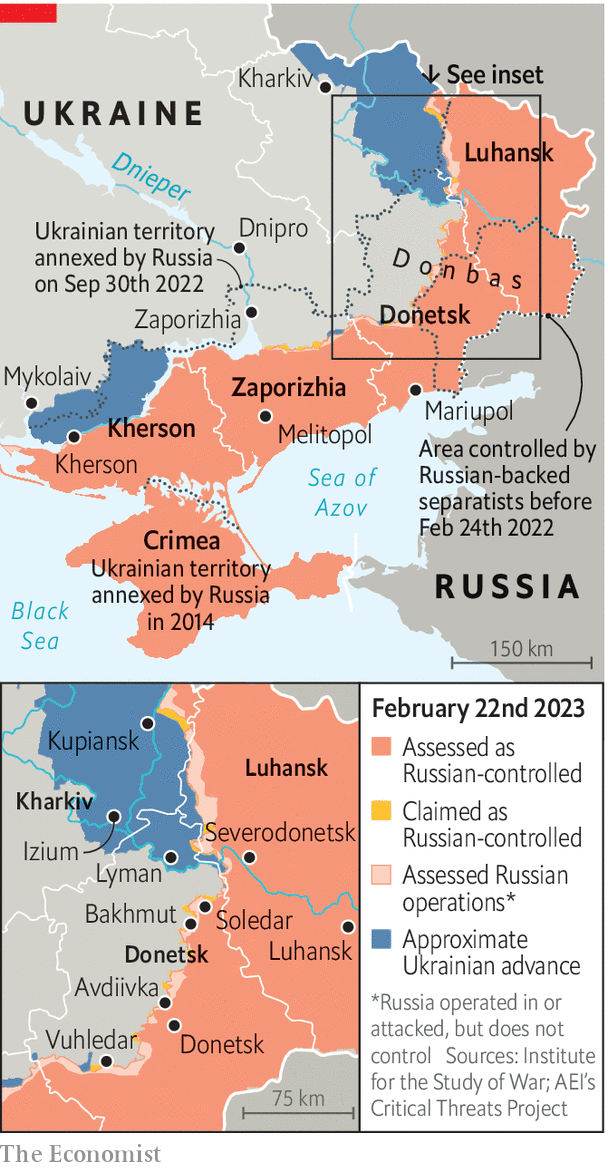 Kharkiv
↓ See inset
UKRAINE
Luhansk
Dnieper
Ukrainian territory
annexed by Russia
on Sep 30th 2022
Dnipro
Donbas
Zaporizhia
Donetsk
Mykolaiv
Zaporizhia
Mariupol
Kherson
Melitopol
Kherson
Area controlled by
Russian-backed
separatists before
Feb 24th 2022
Sea of
Azov
Crimea
Ukrainian territory
annexed by Russia
in 2014
RUSSIA
Black
Sea
150 km
Kupiansk
Luhansk
Kharkiv
Severodonetsk
Izium
Lyman
Bakhmut
Soledar
Luhansk
Donetsk
Avdiivka
Donetsk
Vuhledar
75 km
February 22nd 2023
Assessed as
Russian-controlled
Claimed as
Russian-controlled
Assessed Russian
operations*
Approximate
Ukrainian advance
*Russia operated in or
attacked, but does not
control Sources: Institute
for the Study of War; AEI's
Critical Threats Project
The Economist